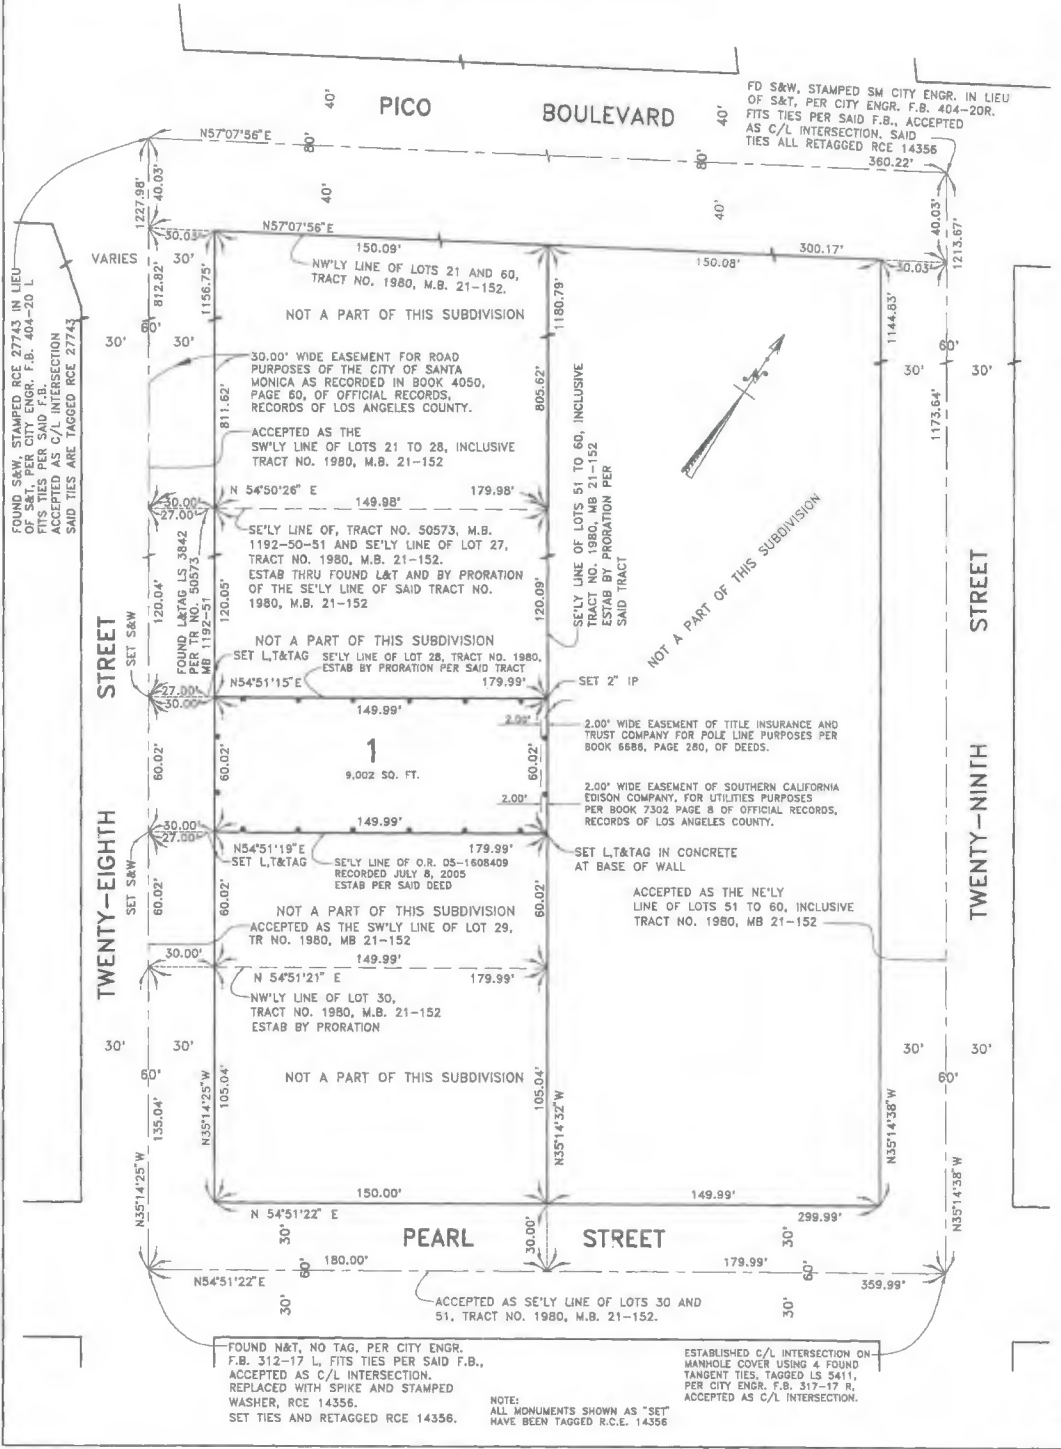 PICO BOULEVARD
40'
40'
FD S&W, STAMPED SM CITY ENGR. IN LIEU
OF S&T, PER CITY ENGR. F.B. 404-20R.
FITS TIES PER SAID F.B., ACCEPTED
AS C/L INTERSECTION. SAID
TIES ALL RETAGGED RCE 14356
N57°07'56"E
80'
80'
360.22'
1227.98'
40.03'
40'
40'
40.03'
1213.67'
30.03'
N57°07'56"E
150.09'
300.17'
150.08'
30.03'
VARIES
30'
NW'LY LINE OF LOTS 21 AND 60,
TRACT NO. 1980, M.B. 21-152.
NOT A PART OF THIS SUBDIVISION
812.82'
1156.75'
1180.79'
1144.83'
60'
30'
30'
60'
30'
30'
FOUND S&W, STAMPED RCE 27743 IN LIEU
OF S&T, PER CITY ENGR. F.B. 404-20 L
FITS TIES PER SAID F.B.
ACCEPTED AS C/L INTERSECTION
SAID TIES ARE TAGGED RCE 27743
30.00' WIDE EASEMENT FOR ROAD
PURPOSES OF THE CITY OF SANTA
MONICA AS RECORDED IN BOOK 4050,
PAGE 60, OF OFFICIAL RECORDS,
RECORDS OF LOS ANGELES COUNTY.
811.62'
805.62'
1173.64'
ACCEPTED AS THE
SW'LY LINE OF LOTS 21 TO 28, INCLUSIVE
TRACT NO. 1980, M.B. 21-152
SE'LY LINE OF LOTS 51 TO 60, INCLUSIVE
TRACT NO. 1980, MB 21-152
ESTAB BY PRORATION PER
SAID TRACT
N
NOT A PART OF THIS SUBDIVISION
N 54°50'26" E
179.98'
30.00'
149.98'
27.00'
SE'LY LINE OF, TRACT NO. 50573, M.B.
1192-50-51 AND SE'LY LINE OF LOT 27,
TRACT NO. 1980, M.B. 21-152.
ESTAB THRU FOUND L&T AND BY PRORATION
OF THE SE'LY LINE OF SAID TRACT NO.
1980, M.B. 21-152
FOUND L&TAG LS 3842
PER TR NO. 50573
MB 1192-51
120.04'
120.05'
120.09'
SET S&W
NOT A PART OF THIS SUBDIVISION
SET L,T&TAG
SE'LY LINE OF LOT 28, TRACT NO. 1980,
ESTAB BY PRORATION PER SAID TRACT
27.00'
N54°51'15"E
179.99'
SET 2" IP
30.00'
149.99'
2.00'
2.00' WIDE EASEMENT OF TITLE INSURANCE AND
TRUST COMPANY FOR POLE LINE PURPOSES PER
BOOK 6686, PAGE 280, OF DEEDS.
1
9,002 SQ. FT.
60.02'
60.02'
60.02'
2.00' WIDE EASEMENT OF SOUTHERN CALIFORNIA
EDISON COMPANY, FOR UTILITIES PURPOSES
PER BOOK 7302 PAGE 8 OF OFFICIAL RECORDS,
RECORDS OF LOS ANGELES COUNTY.
2.00'
30.00'
149.99'
27.00'
N54°51'19"E
179.99'
SET L,T&TAG
SE'LY LINE OF O.R. 05-1608409
RECORDED JULY 8, 2005
ESTAB PER SAID DEED
SET L,T&TAG IN CONCRETE
AT BASE OF WALL
SET S&W
60.02'
60.02'
60.02'
ACCEPTED AS THE NE'LY
LINE OF LOTS 51 TO 60, INCLUSIVE
TRACT NO. 1980, MB 21-152
NOT A PART OF THIS SUBDIVISION
ACCEPTED AS THE SW'LY LINE OF LOT 29,
TR NO. 1980, MB 21-152
30.00'
149.99'
N 54°51'21" E
179.99'
NW'LY LINE OF LOT 30,
TRACT NO. 1980, M.B. 21-152
ESTAB BY PRORATION
TWENTY-EIGHTH STREET
TWENTY-NINTH STREET
30'
30'
30'
30'
60'
60'
NOT A PART OF THIS SUBDIVISION
135.04'
N35°14'25"W
105.04'
105.04'
N35°14'32"W
N35°14'38"W
N35°14'25"W
N35°14'38"W
150.00'
149.99'
N 54°51'22" E
299.99'
30'
30.00'
30'
PEARL STREET
180.00'
179.99'
60'
60'
N54°51'22"E
359.99'
30'
30'
ACCEPTED AS SE'LY LINE OF LOTS 30 AND
51, TRACT NO. 1980, M.B. 21-152.
FOUND N&T, NO TAG, PER CITY ENGR.
F.B. 312-17 L, FITS TIES PER SAID F.B.,
ACCEPTED AS C/L INTERSECTION.
REPLACED WITH SPIKE AND STAMPED
WASHER, RCE 14356.
SET TIES AND RETAGGED RCE 14356.
NOTE:
ALL MONUMENTS SHOWN AS "SET"
HAVE BEEN TAGGED R.C.E. 14356
ESTABLISHED C/L INTERSECTION ON
MANHOLE COVER USING 4 FOUND
TANGENT TIES, TAGGED LS 5411,
PER CITY ENGR. F.B. 317-17 R,
ACCEPTED AS C/L INTERSECTION.